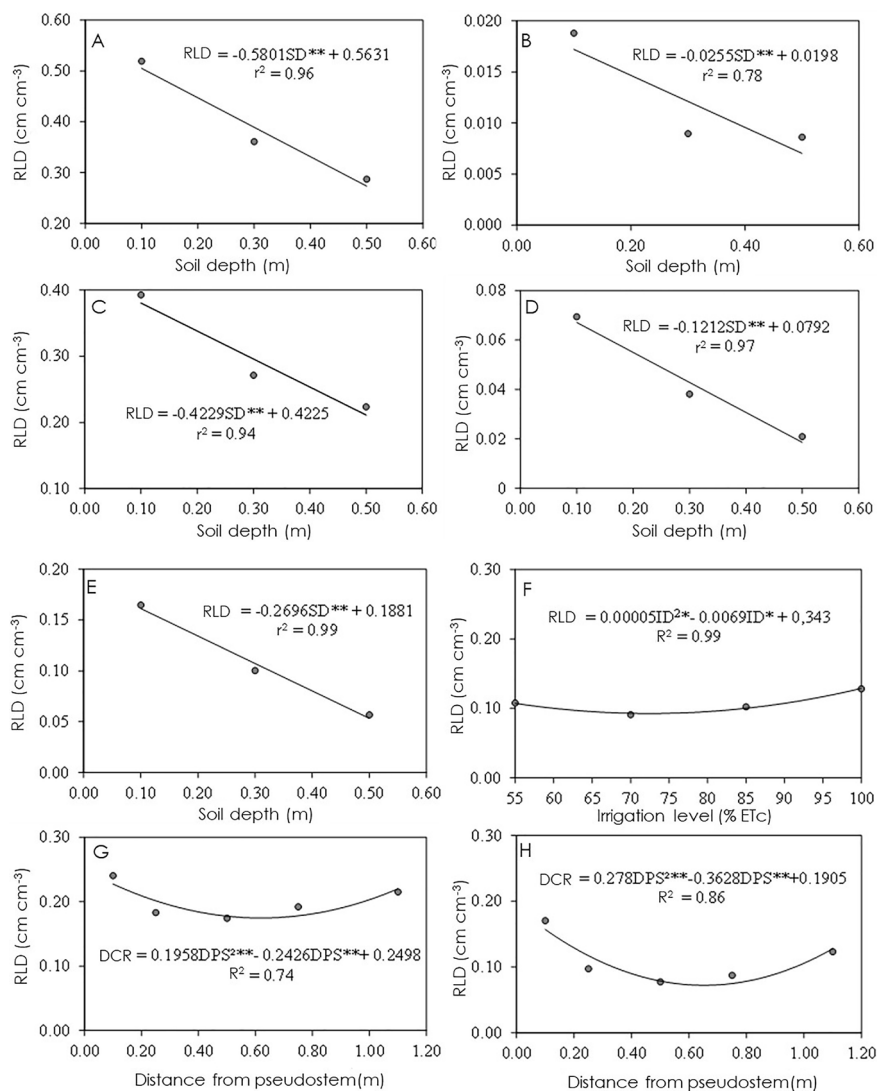 A
RLD = -0.5801SD** + 0.5631
r² = 0.96
RLD (cm cm⁻³)
0.60
0.50
0.40
0.30
0.20
0.00 0.10 0.20 0.30 0.40 0.50 0.60
Soil depth (m)
B
RLD = -0.0255SD** + 0.0198
r² = 0.78
RLD (cm cm⁻³)
0.020
0.015
0.010
0.005
0.000
0.00 0.20 0.40 0.60
Soil depth (m)
C
RLD = -0.4229SD** + 0.4225
r² = 0.94
RLD (cm cm⁻³)
0.40
0.30
0.20
0.10
0.00 0.10 0.20 0.30 0.40 0.50 0.60
Soil depth (m)
D
RLD = -0.1212SD** + 0.0792
r² = 0.97
RLD (cm cm⁻³)
0.08
0.06
0.04
0.02
0
0.00 0.10 0.20 0.30 0.40 0.50 0.60
Soil depth (m)
E
RLD = -0.2696SD** + 0.1881
r² = 0.99
RLD (cm cm⁻³)
0.20
0.15
0.10
0.05
0.00
0.00 0.10 0.20 0.30 0.40 0.50 0.60
Soil depth (m)
F
RLD = 0.00005ID²*- 0.0069ID* + 0,343
R² = 0.99
RLD (cm cm⁻³)
0.30
0.20
0.10
0.00
55 60 65 70 75 80 85 90 95 100
Irrigation level (% ETc)
G
DCR = 0.1958DPS²**- 0.2426DPS** + 0.2498
R² = 0.74
RLD (cm cm⁻³)
0.30
0.20
0.10
0.00
0.00 0.20 0.40 0.60 0.80 1.00 1.20
Distance from pseudostem(m)
H
DCR = 0.278DPS²**-0.3628DPS**+0.1905
R² = 0.86
RLD (cm cm⁻³)
0.30
0.20
0.10
0.00
0.00 0.20 0.40 0.60 0.80 1.00 1.20
Distance from pseudostem(m)